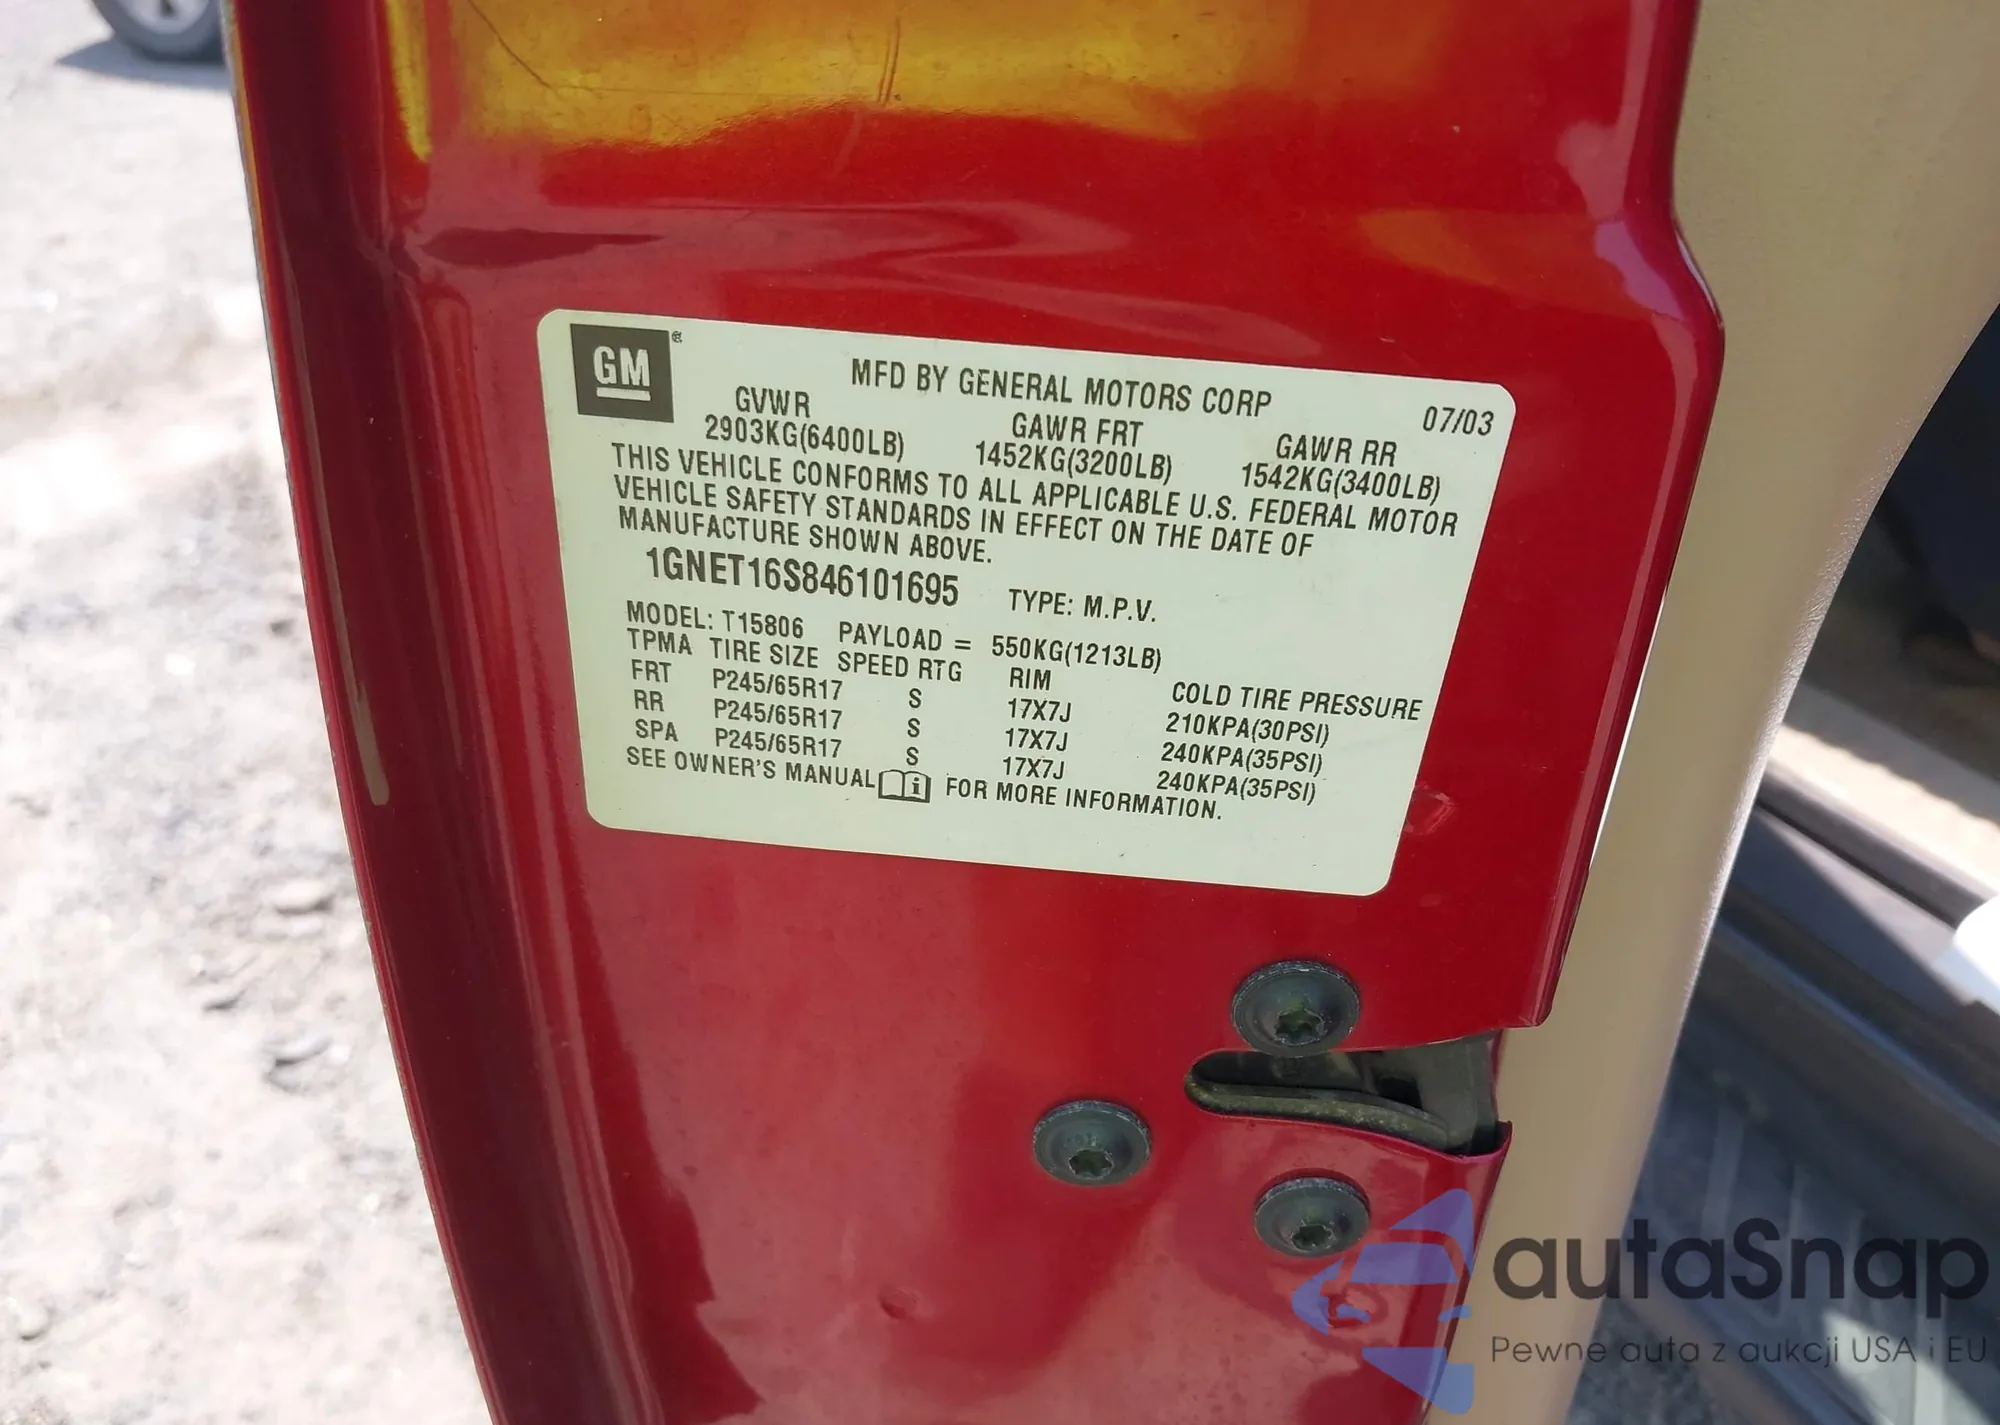 GM
MFD BY GENERAL MOTORS CORP 07/03
GVWR GAWR FRT GAWR RR
2903KG(6400LB) 1452KG(3200LB) 1542KG(3400LB)
THIS VEHICLE CONFORMS TO ALL APPLICABLE U.S. FEDERAL MOTOR
VEHICLE SAFETY STANDARDS IN EFFECT ON THE DATE OF
MANUFACTURE SHOWN ABOVE.
1GNET16S846101695 TYPE: M.P.V.
MODEL: T15806 PAYLOAD = 550KG(1213LB)
TPMA TIRE SIZE SPEED RTG RIM COLD TIRE PRESSURE
FRT P245/65R17 S 17X7J 210KPA(30PSI)
RR P245/65R17 S 17X7J 240KPA(35PSI)
SPA P245/65R17 S 17X7J 240KPA(35PSI)
SEE OWNER'S MANUAL i FOR MORE INFORMATION.
autaSnap
Pewne auta z aukcji USA i EU